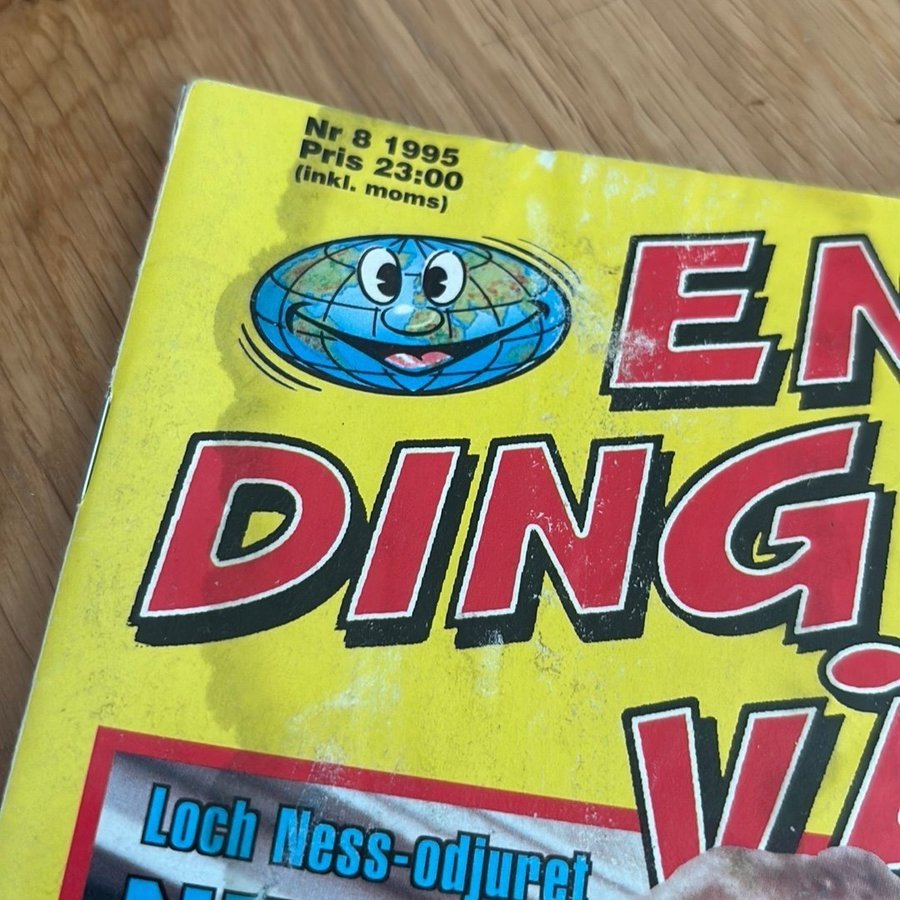 Nr 8 1995
Pris 23:00
(inkl. moms)
EN
DING
i
Loch Ness-odjuret